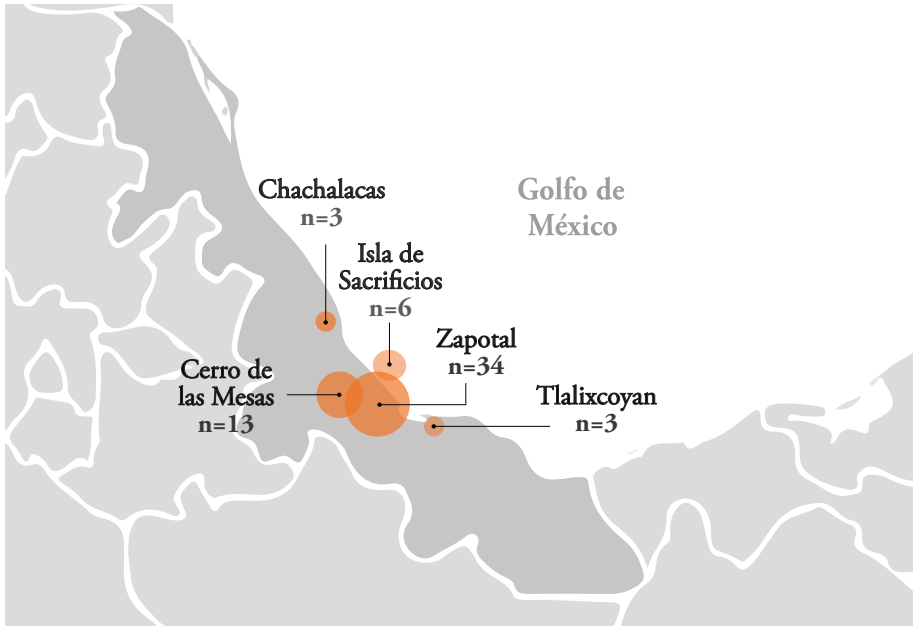 Chachalacas
n=3
Golfo de
México
Isla de
Sacrificios
n=6
Zapotal
n=34
Cerro de
las Mesas
n=13
Tlalixcoyan
n=3